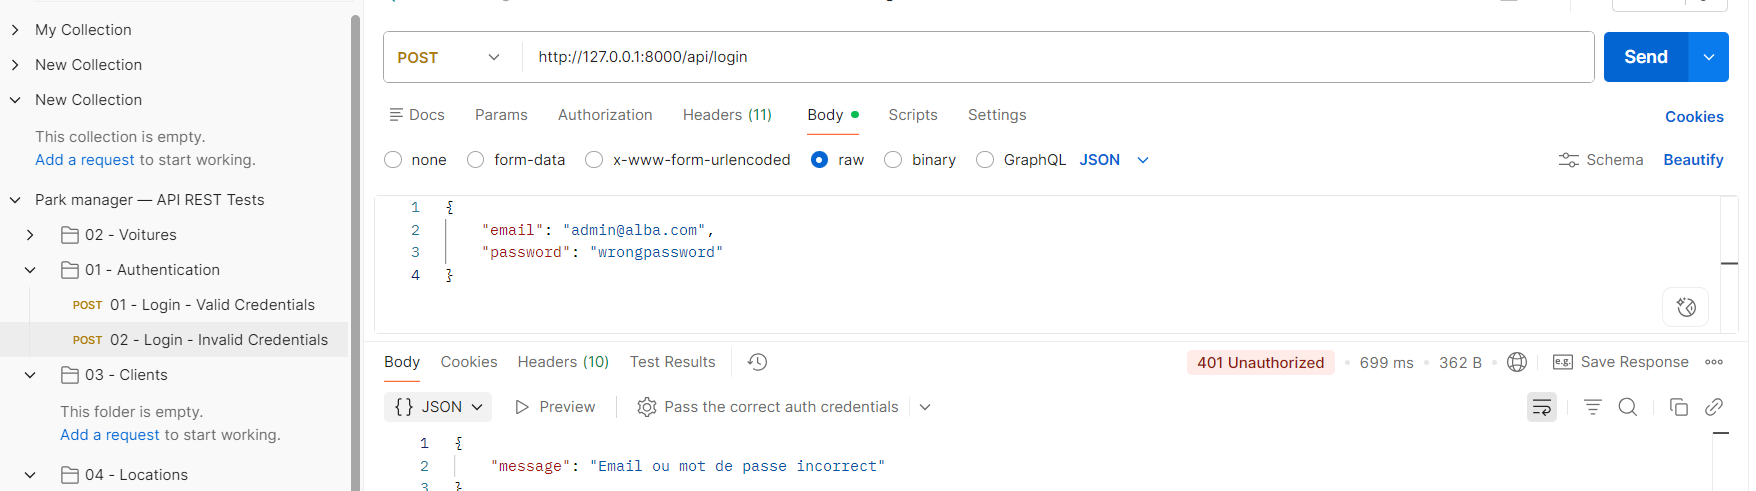 My Collection
New Collection
New Collection
This collection is empty.
Add a request to start working.
Park manager — API REST Tests
02 - Voitures
01 - Authentication
POST 01 - Login - Valid Credentials
POST 02 - Login - Invalid Credentials
03 - Clients
This folder is empty.
Add a request to start working.
04 - Locations
POST http://127.0.0.1:8000/api/login Send
Docs Params Authorization Headers (11) Body Scripts Settings Cookies
none form-data x-www-form-urlencoded raw binary GraphQL JSON Schema Beautify
1 {
2 "email": "admin@alba.com",
3 "password": "wrongpassword"
4 }
Body Cookies Headers (10) Test Results 401 Unauthorized • 699 ms • 362 B • e.g. Save Response
{} JSON Preview Pass the correct auth credentials
1 {
2 "message": "Email ou mot de passe incorrect"
3 }